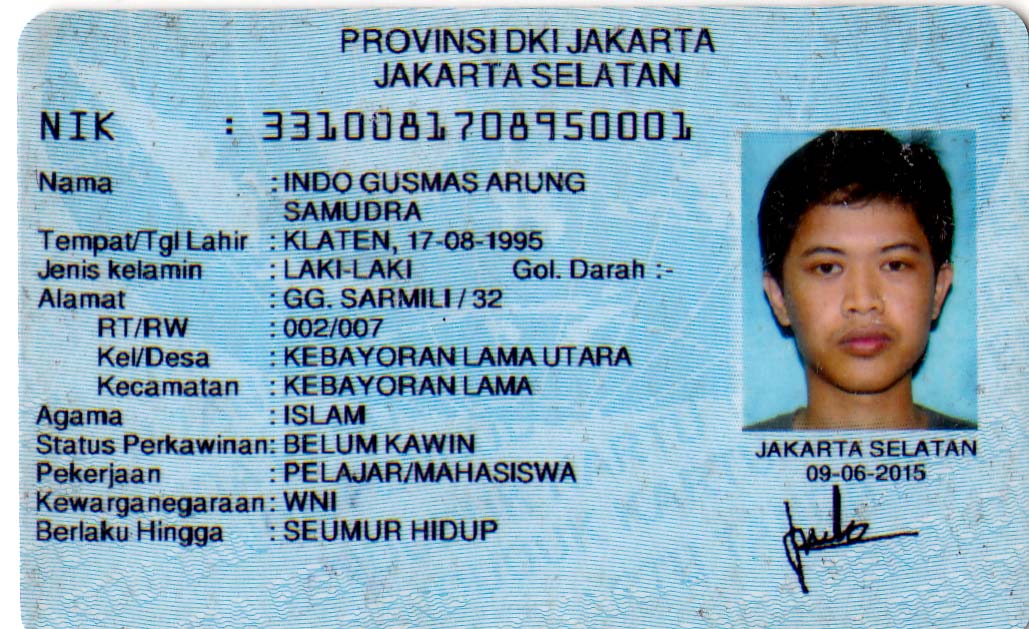 PROVINSI DKI JAKARTA
JAKARTA SELATAN
NIK : 3310081708950001
Nama : INDO GUSMAS ARUNG
SAMUDRA
Tempat/Tgl Lahir : KLATEN, 17-08-1995
Jenis kelamin : LAKI-LAKI Gol. Darah :-
Alamat : GG. SARMILI / 32
RT/RW : 002/007
Kel/Desa : KEBAYORAN LAMA UTARA
Kecamatan : KEBAYORAN LAMA
Agama : ISLAM
Status Perkawinan: BELUM KAWIN
Pekerjaan : PELAJAR/MAHASISWA
Kewarganegaraan: WNI
Berlaku Hingga : SEUMUR HIDUP
JAKARTA SELATAN
09-06-2015